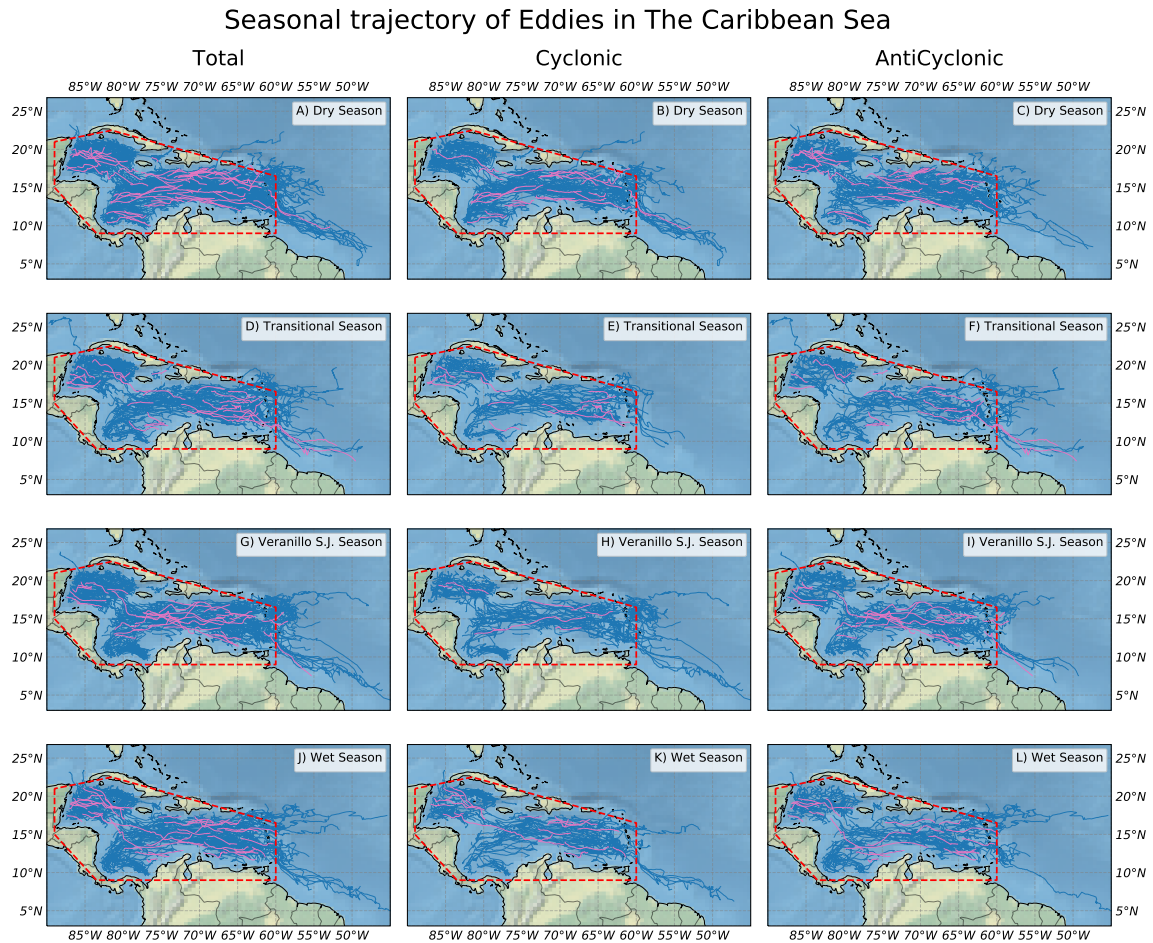 Seasonal trajectory of Eddies in The Caribbean Sea
Total Cyclonic AntiCyclonic
85°W 80°W 75°W 70°W 65°W 60°W 55°W 50°W 85°W 80°W 75°W 70°W 65°W 60°W 55°W 50°W 85°W 80°W 75°W 70°W 65°W 60°W 55°W 50°W
25°N A) Dry Season B) Dry Season C) Dry Season 25°N
20°N 20°N
15°N 15°N
10°N 10°N
5°N 5°N
25°N D) Transitional Season E) Transitional Season F) Transitional Season 25°N
20°N 20°N
15°N 15°N
10°N 10°N
5°N 5°N
25°N G) Veranillo S.J. Season H) Veranillo S.J. Season I) Veranillo S.J. Season 25°N
20°N 20°N
15°N 15°N
10°N 10°N
5°N 5°N
25°N J) Wet Season K) Wet Season L) Wet Season 25°N
20°N 20°N
15°N 15°N
10°N 10°N
5°N 5°N
85°W 80°W 75°W 70°W 65°W 60°W 55°W 50°W 85°W 80°W 75°W 70°W 65°W 60°W 55°W 50°W 85°W 80°W 75°W 70°W 65°W 60°W 55°W 50°W